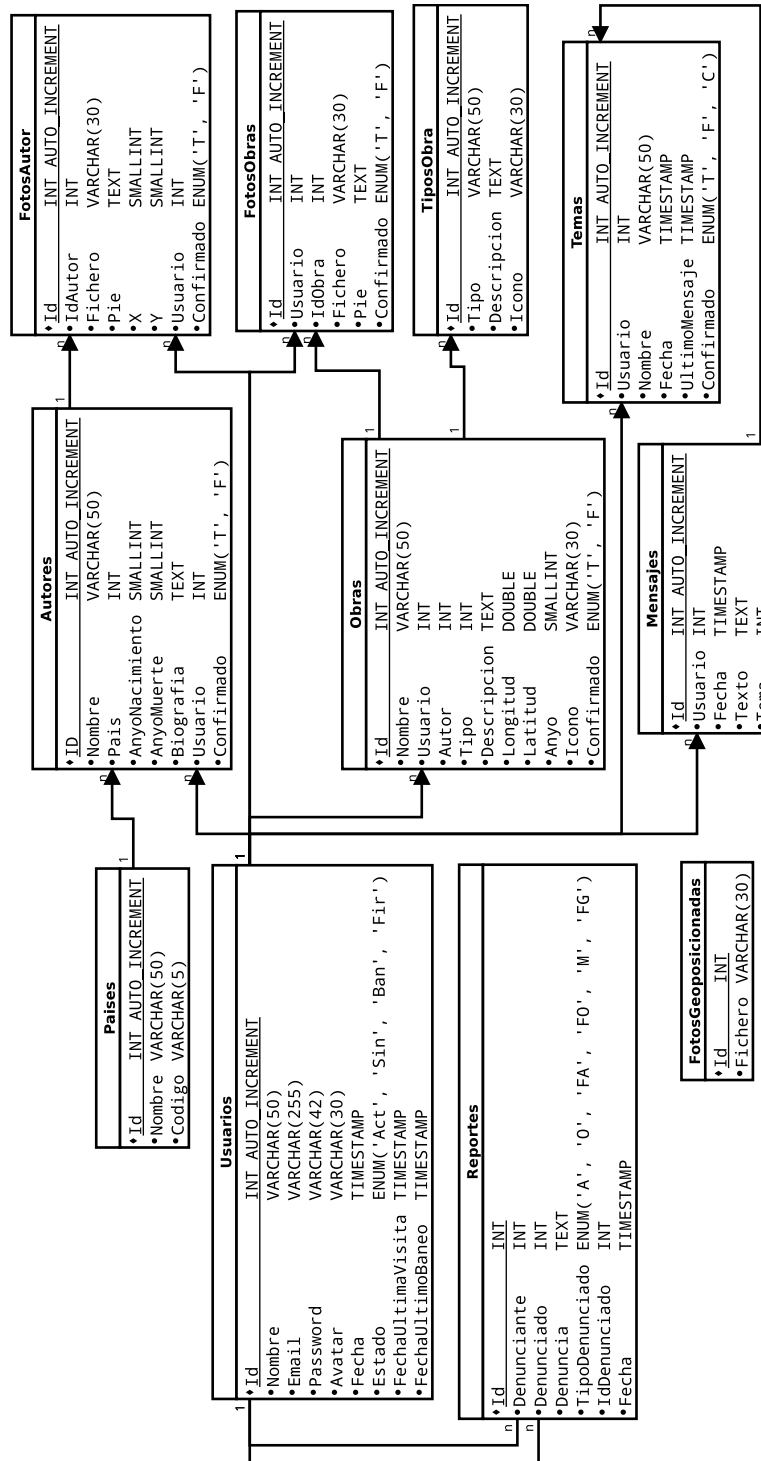 Paises
Id INT AUTO_INCREMENT
Nombre VARCHAR(50)
Codigo VARCHAR(5)
1
n
Autores
ID INT AUTO_INCREMENT
Nombre VARCHAR(50)
Pais INT
AnyoNacimiento SMALLINT
AnyoMuerte SMALLINT
Biografia TEXT
Usuario INT
Confirmado ENUM('T', 'F')
n
1
n
FotosAutor
Id INT AUTO_INCREMENT
IdAutor INT
Fichero VARCHAR(30)
Pie TEXT
X SMALLINT
Y SMALLINT
Usuario INT
Confirmado ENUM('T', 'F')
n
Usuarios
Id INT AUTO_INCREMENT
Nombre VARCHAR(50)
Email VARCHAR(255)
Password VARCHAR(42)
Avatar VARCHAR(30)
Fecha TIMESTAMP
Estado ENUM('Act', 'Sin', 'Ban', 'Fir')
FechaUltimaVisita TIMESTAMP
FechaUltimoBaneo TIMESTAMP
1
1
n
n
FotosObras
Id INT AUTO_INCREMENT
Usuario INT
IdObra INT
Fichero VARCHAR(30)
Pie TEXT
Confirmado ENUM('T', 'F')
n
Obras
Id INT AUTO_INCREMENT
Nombre VARCHAR(50)
Usuario INT
Autor INT
Tipo INT
Descripcion TEXT
Longitud DOUBLE
Latitud DOUBLE
Anyo SMALLINT
Icono VARCHAR(30)
Confirmado ENUM('T', 'F')
1
1
n
TiposObra
Id INT AUTO_INCREMENT
Tipo VARCHAR(50)
Descripcion TEXT
Icono VARCHAR(30)
Reportes
Id INT
Denunciante INT
Denunciado INT
Denuncia TEXT
TipoDenunciado ENUM('A', 'O', 'FA', 'FO', 'M', 'FG')
IdDenunciado INT
Fecha TIMESTAMP
n
n
n
Temas
Id INT AUTO_INCREMENT
Usuario INT
Nombre VARCHAR(50)
Fecha TIMESTAMP
UltimoMensaje TIMESTAMP
Confirmado ENUM('T', 'F', 'C')
n
n
Mensajes
Id INT AUTO_INCREMENT
Usuario INT
Fecha TIMESTAMP
Texto TEXT
1
FotosGeoposicionadas
Id INT
Fichero VARCHAR(30)